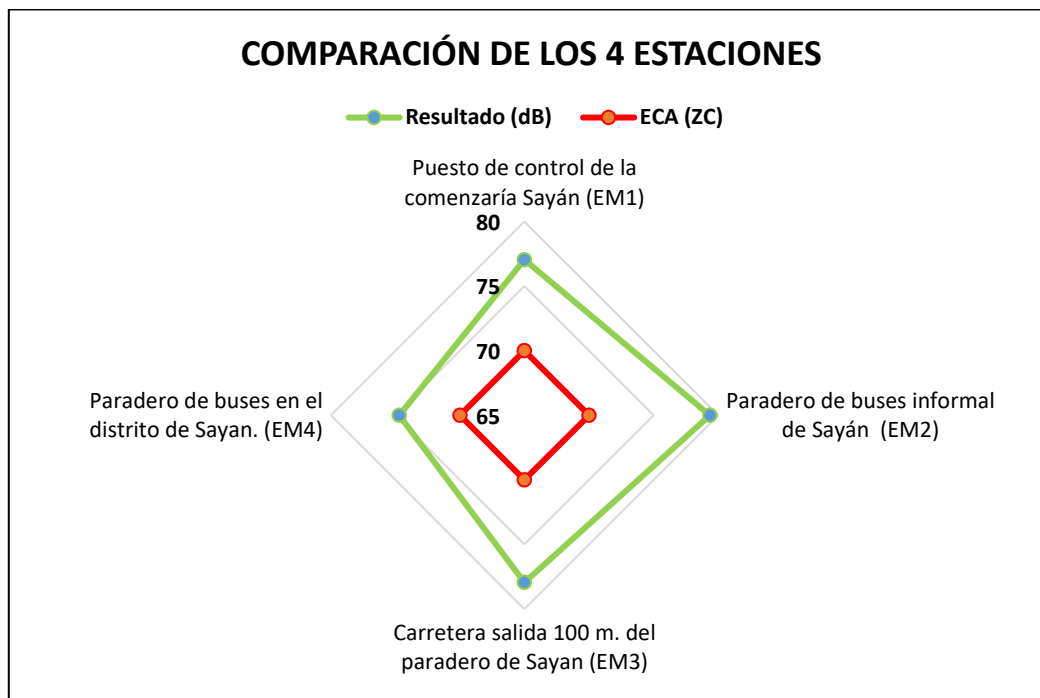 COMPARACIÓN DE LOS 4 ESTACIONES
Resultado (dB) ECA (ZC)
Puesto de control de la
comenzaría Sayán (EM1)
80
75
70
65
Paradero de buses en el
distrito de Sayan. (EM4)
Paradero de buses informal
de Sayán (EM2)
Carretera salida 100 m. del
paradero de Sayan (EM3)